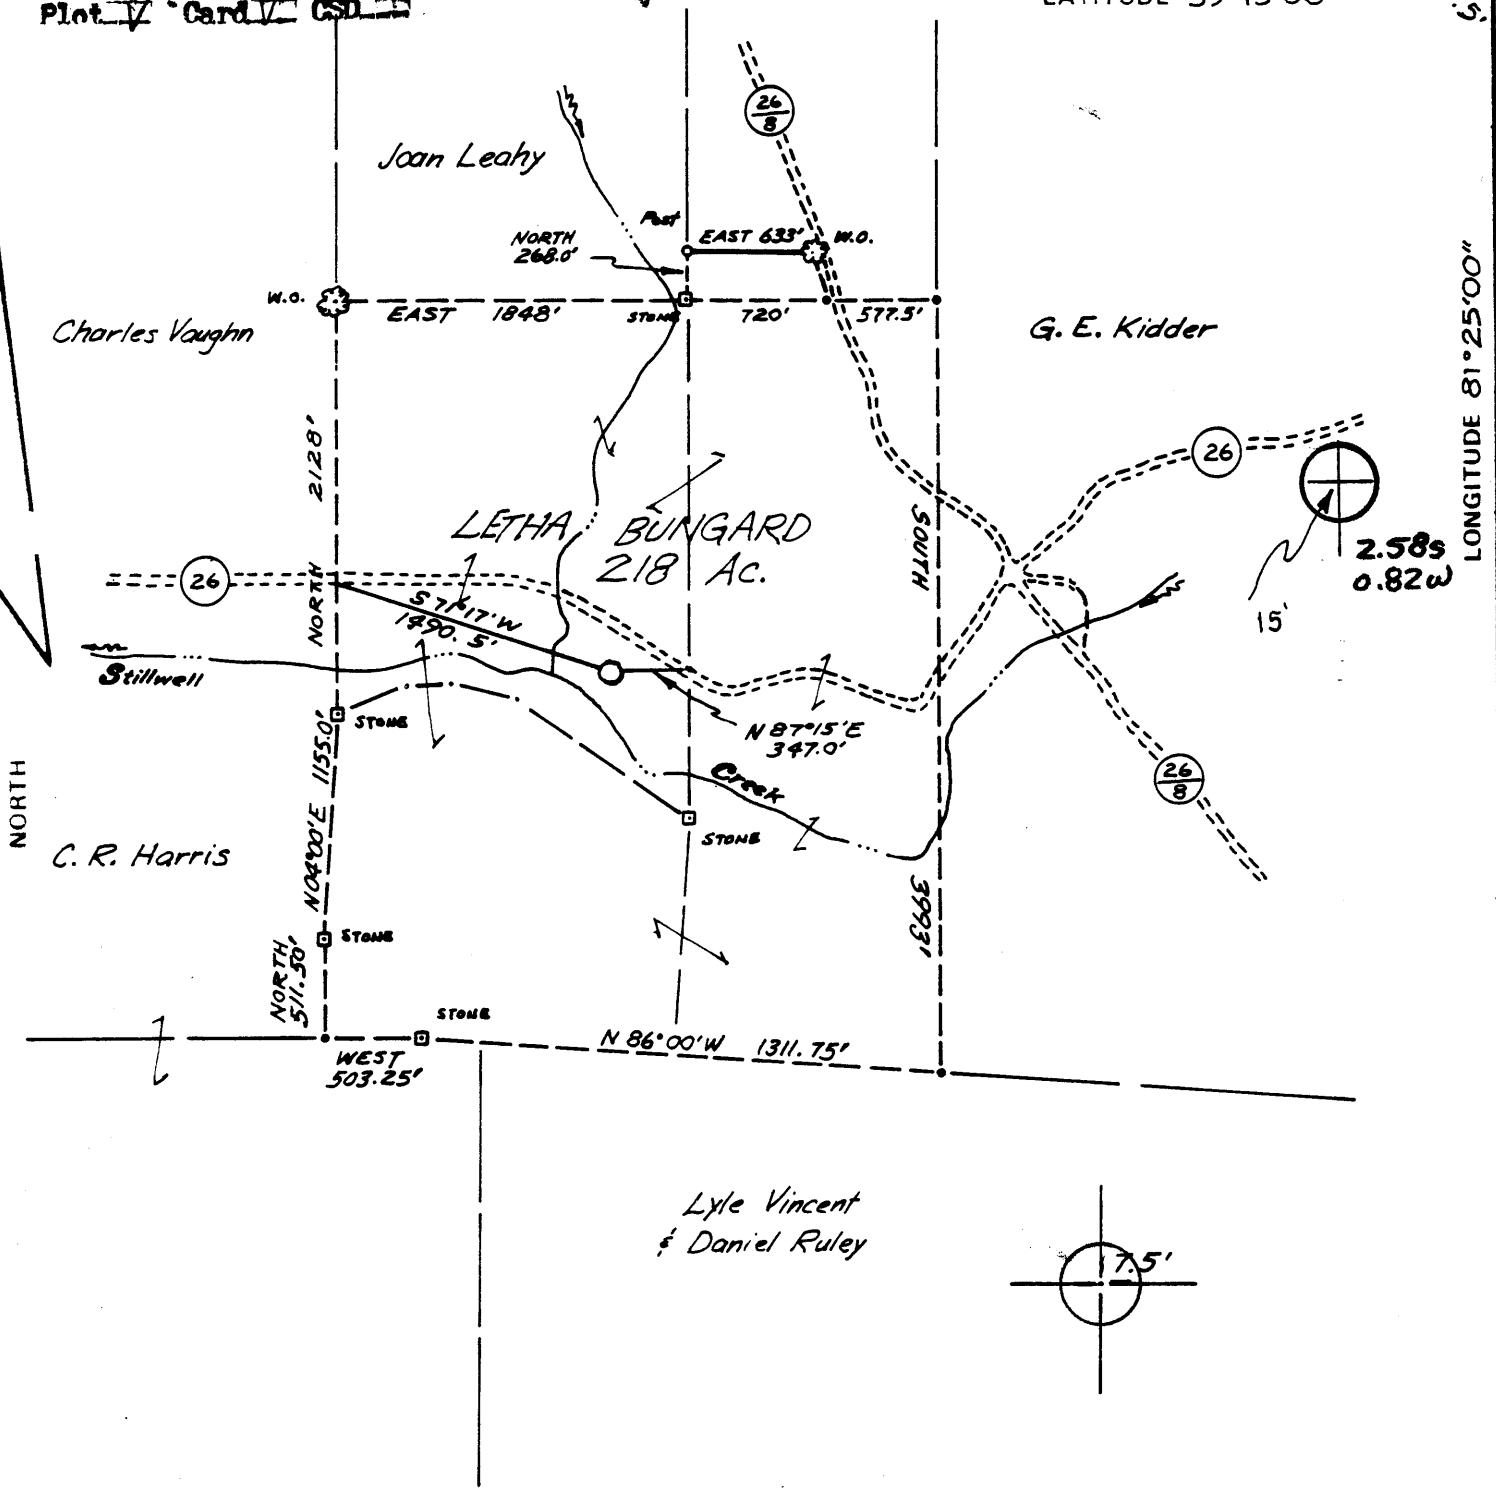 Plot Card CSD
26
8
Joan Leahy
Post
NORTH
268.0'
EAST 633'
W.O.
W.O.
EAST 1848'
STONE
720'
577.5'
Charles Vaughn
G. E. Kidder
LONGITUDE 81°25'00"
2128'
NORTH
26
LETHA BUNGARD
218 Ac.
SOUTH
2.58s
0.82w
15'
26
S 71°17' W
1490.5'
Stillwell
STONE
N 87°15' E
347.0'
N04°00'E 1155.0'
Creek
26
8
NORTH
STONE
C. R. Harris
3993'
STONE
NORTH
511.50'
STONE
WEST
503.25'
N 86°00' W 1311.75'
Lyle Vincent
& Daniel Ruley
7.5'